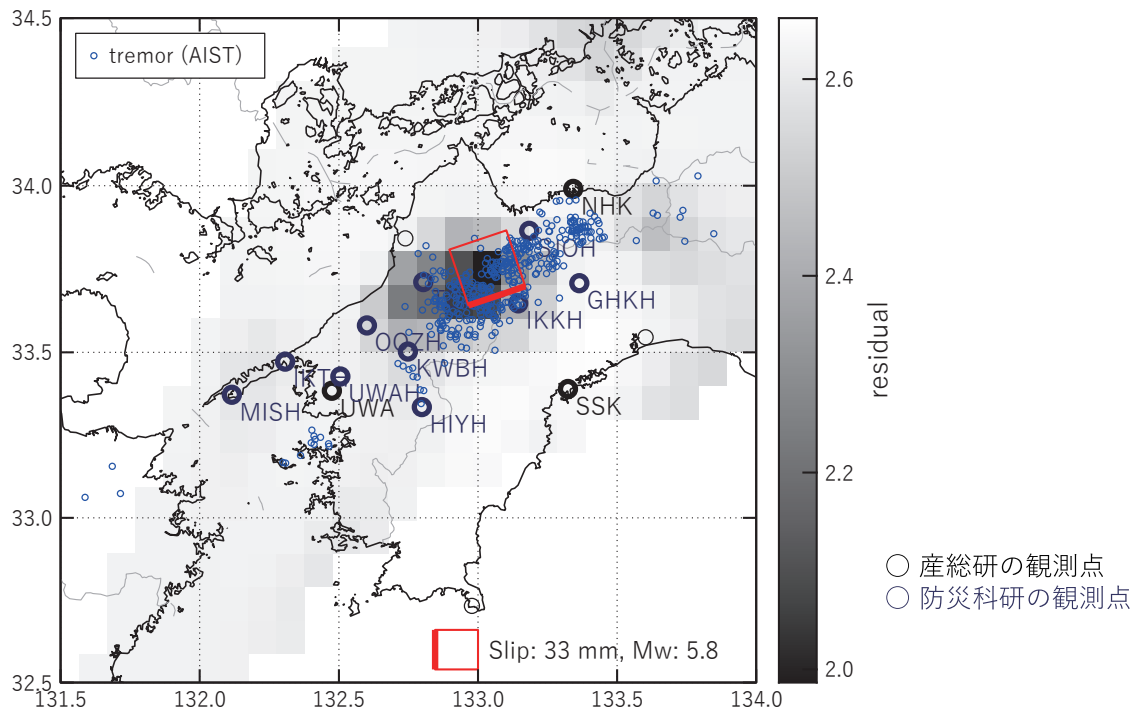 34.5
tremor (AIST)
2.6
34.0
NHK
OJOH
GHKH
IKKH
2.4
33.5
OOZH
KWBH
IKT
UWAH
MISH
UWA
HIYH
SSK
residual
2.2
33.0
産総研の観測点
防災科研の観測点
Slip: 33 mm, Mw: 5.8
2.0
32.5
131.5 132.0 132.5 133.0 133.5 134.0